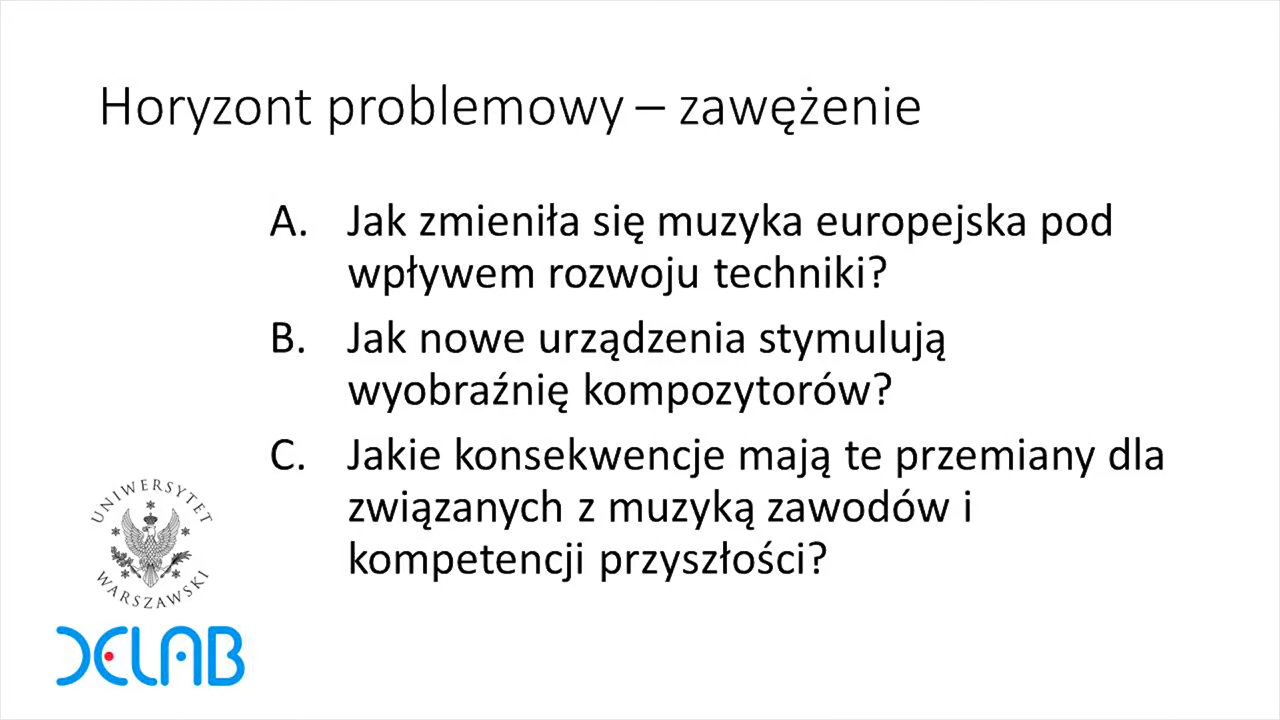 Horyzont problemowy – zawężenie
A. Jak zmieniła się muzyka europejska pod
wpływem rozwoju techniki?
B. Jak nowe urządzenia stymulują
wyobraźnię kompozytorów?
C. Jakie konsekwencje mają te przemiany dla
związanych z muzyką zawodów i
kompetencji przyszłości?
UNIWERSYTET
WARSZAWSKI
DELAB